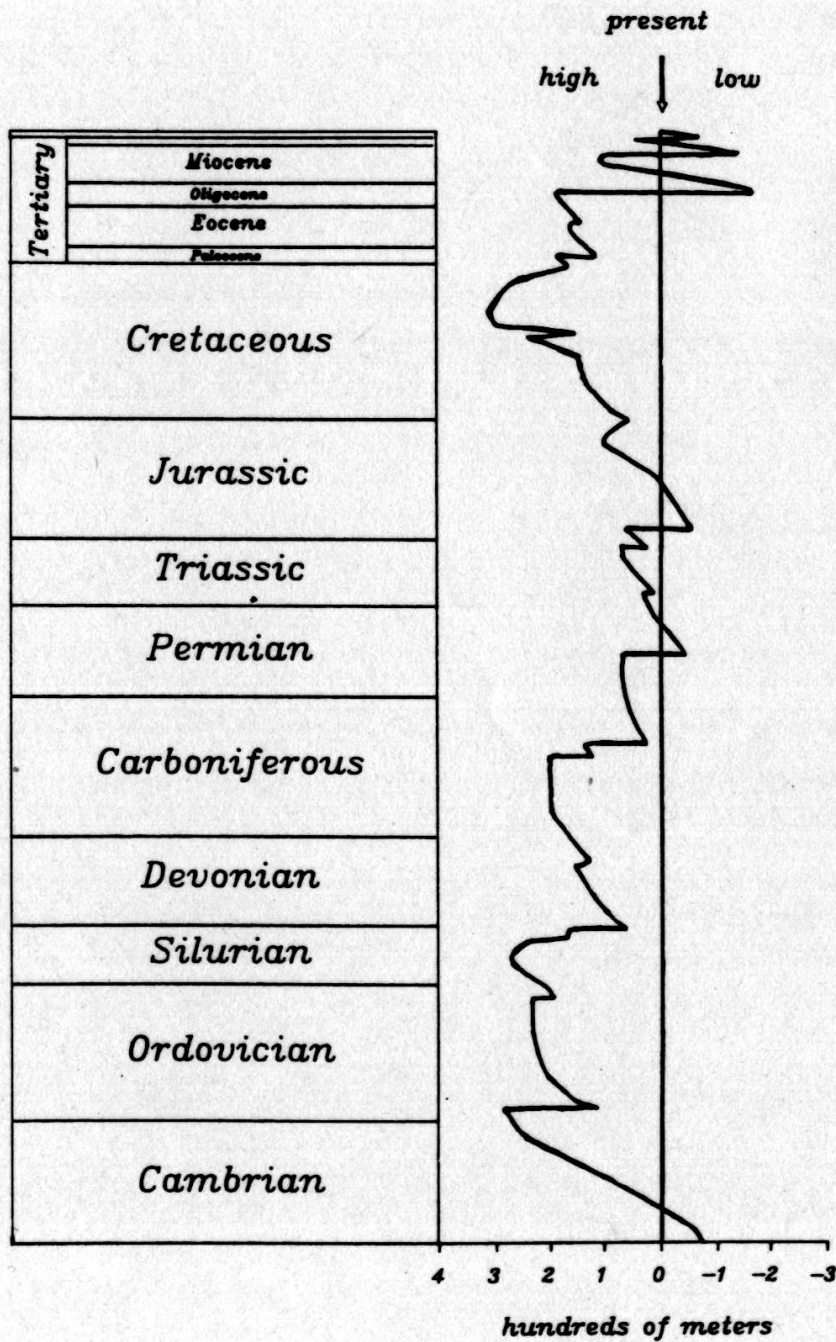 present
high low
Tertiary
Miocene
Oligocene
Eocene
Paleocene
Cretaceous
Jurassic
Triassic
Permian
Carboniferous
Devonian
Silurian
Ordovician
Cambrian
4 3 2 1 0 -1 -2 -3
hundreds of meters